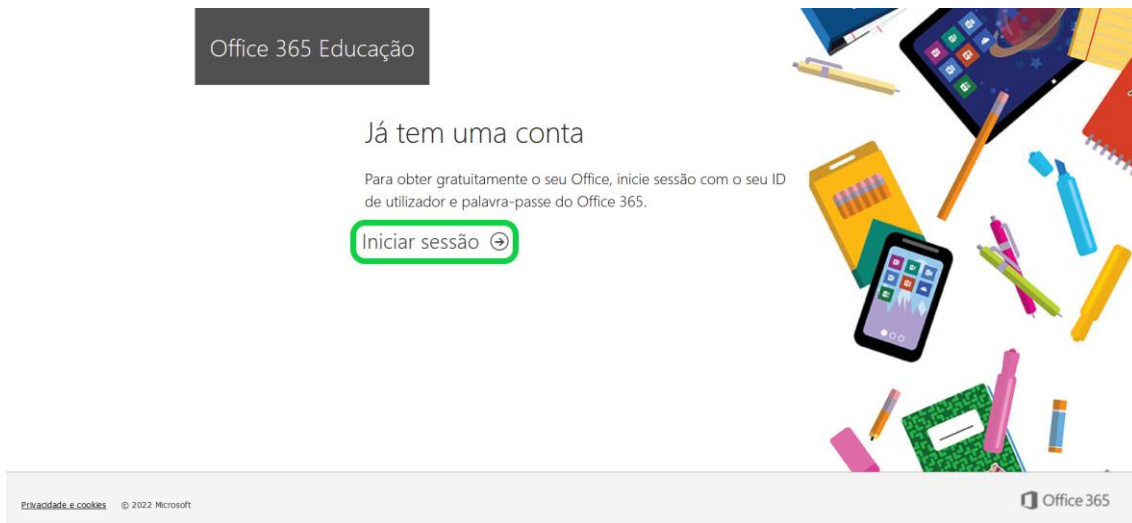 Office 365 Educação
Já tem uma conta
Para obter gratuitamente o seu Office, inicie sessão com o seu ID
de utilizador e palavra-passe do Office 365.
Iniciar sessão
Privacidade e cookies © 2022 Microsoft
Office 365